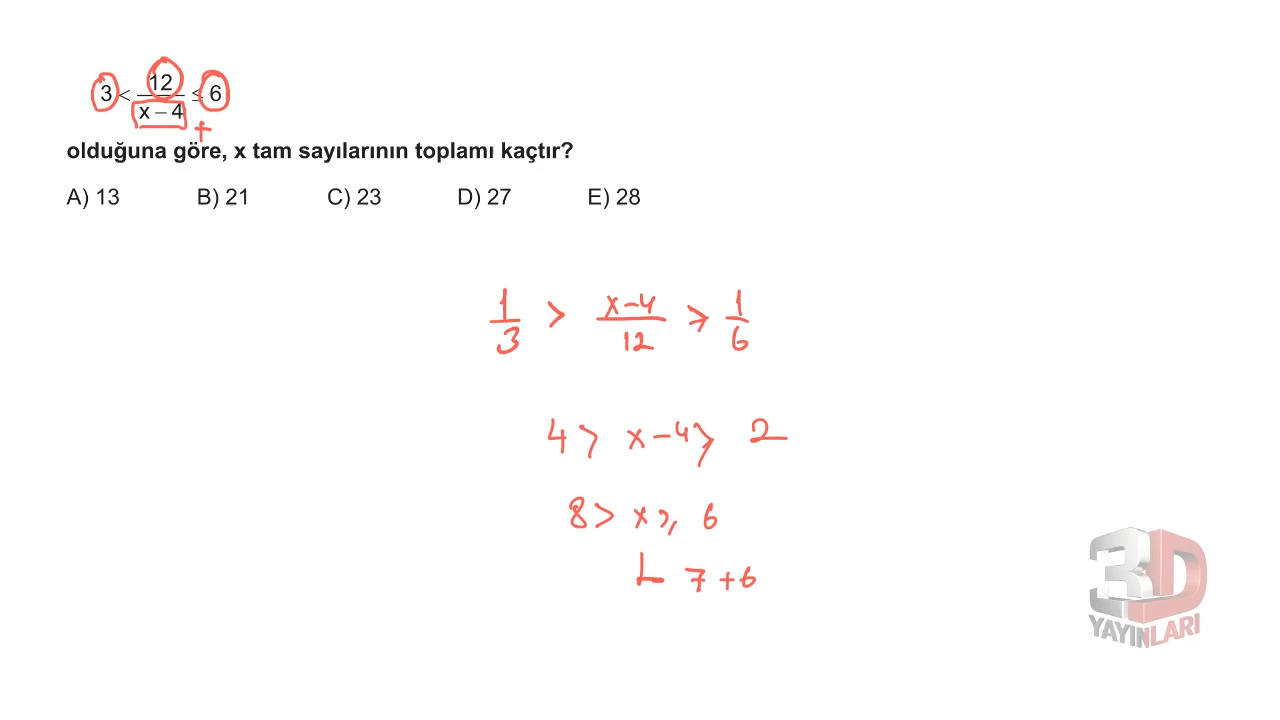 3 < 12 / x – 4 ≤ 6
+
olduğuna göre, x tam sayılarının toplamı kaçtır?
A) 13 B) 21 C) 23 D) 27 E) 28
1/3 > x–4/12 ⩾ 1/6
4 > x–4 ⩾ 2
8 > x ⩾ 6
7 + 6
3D
YAYINLARI